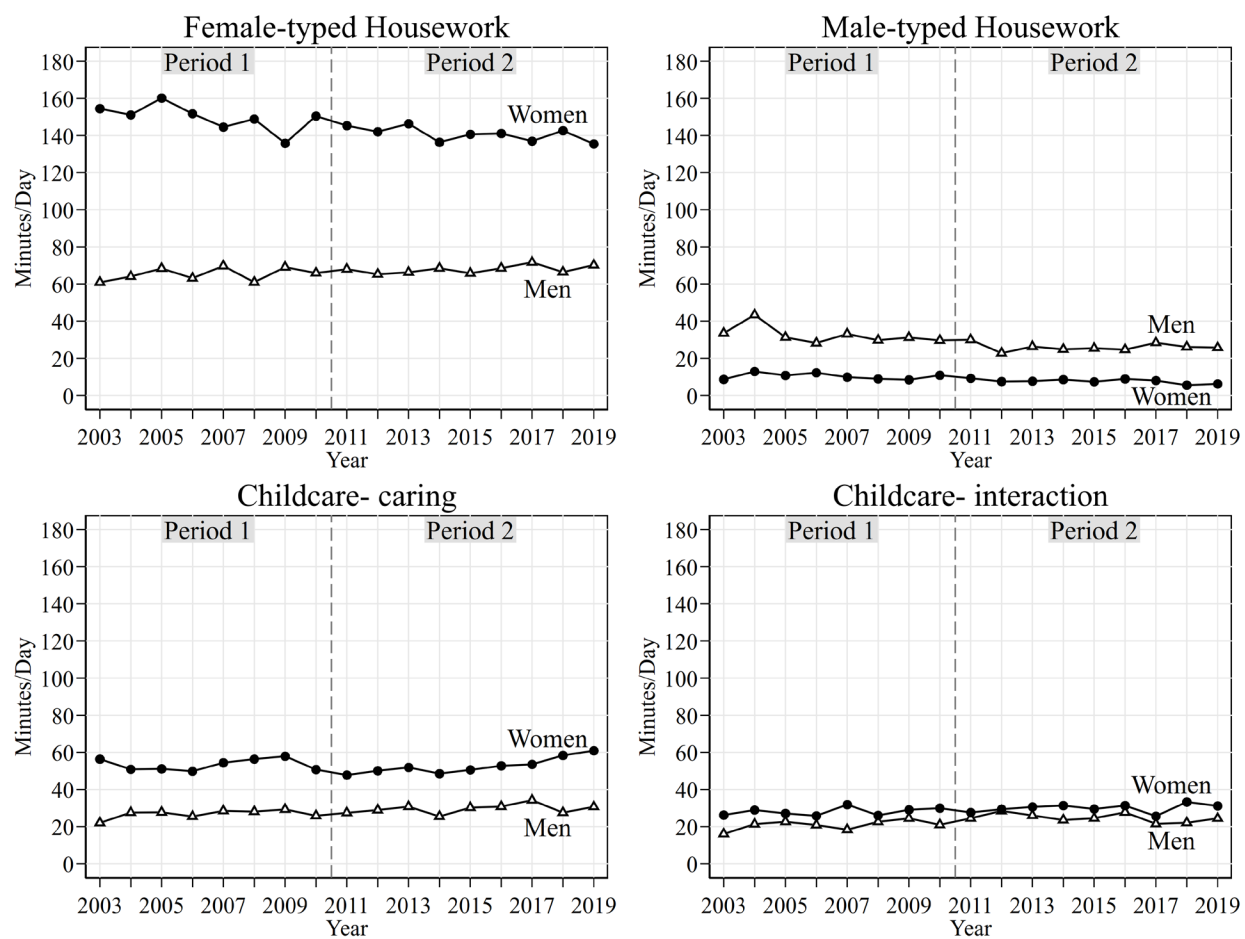 Female-typed Housework
Period 1 Period 2
Minutes/Day
180
160
140
120
100
80
60
40
20
0
Women
Men
2003 2005 2007 2009 2011 2013 2015 2017 2019
Year
Male-typed Housework
Period 1 Period 2
Minutes/Day
180
160
140
120
100
80
60
40
20
0
Men
Women
2003 2005 2007 2009 2011 2013 2015 2017 2019
Year
Childcare- caring
Period 1 Period 2
Minutes/Day
180
160
140
120
100
80
60
40
20
0
Women
Men
2003 2005 2007 2009 2011 2013 2015 2017 2019
Year
Childcare- interaction
Period 1 Period 2
Minutes/Day
180
160
140
120
100
80
60
40
20
0
Women
Men
2003 2005 2007 2009 2011 2013 2015 2017 2019
Year